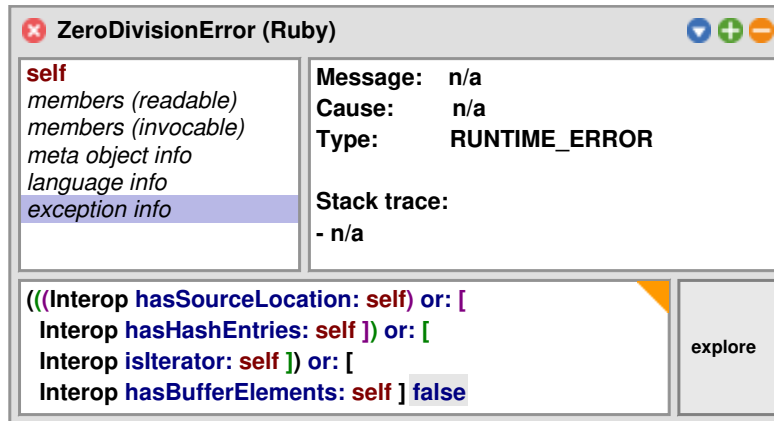 ZeroDivisionError (Ruby)
self
members (readable)
members (invocable)
meta object info
language info
exception info
Message: n/a
Cause: n/a
Type: RUNTIME_ERROR
Stack trace:
- n/a
(((Interop hasSourceLocation: self) or: [
Interop hasHashEntries: self ]) or: [
Interop isIterator: self ]) or: [
Interop hasBufferElements: self ] false
explore